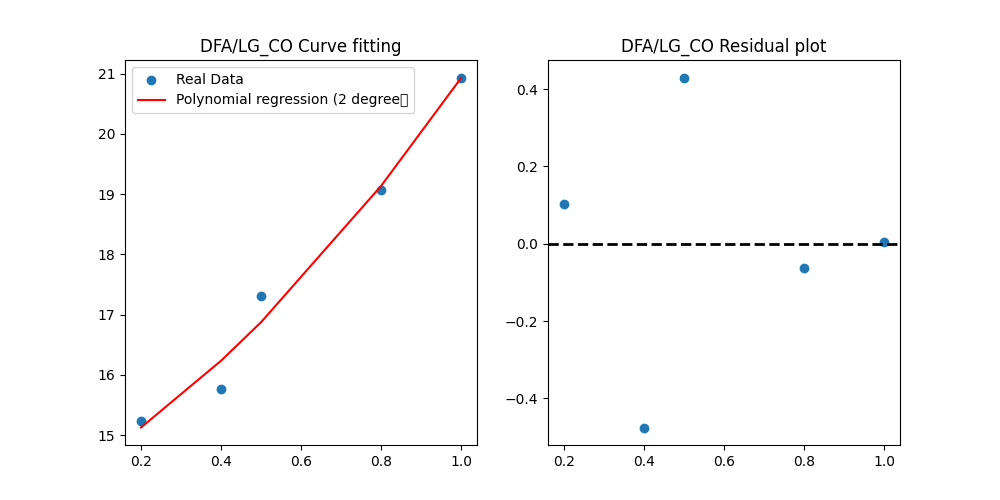 DFA/LG_CO Curve fitting
Real Data
Polynomial regression (2 degree
21
20
19
18
17
16
15
0.2 0.4 0.6 0.8 1.0
DFA/LG_CO Residual plot
0.4
0.2
0.0
−0.2
−0.4
0.2 0.4 0.6 0.8 1.0